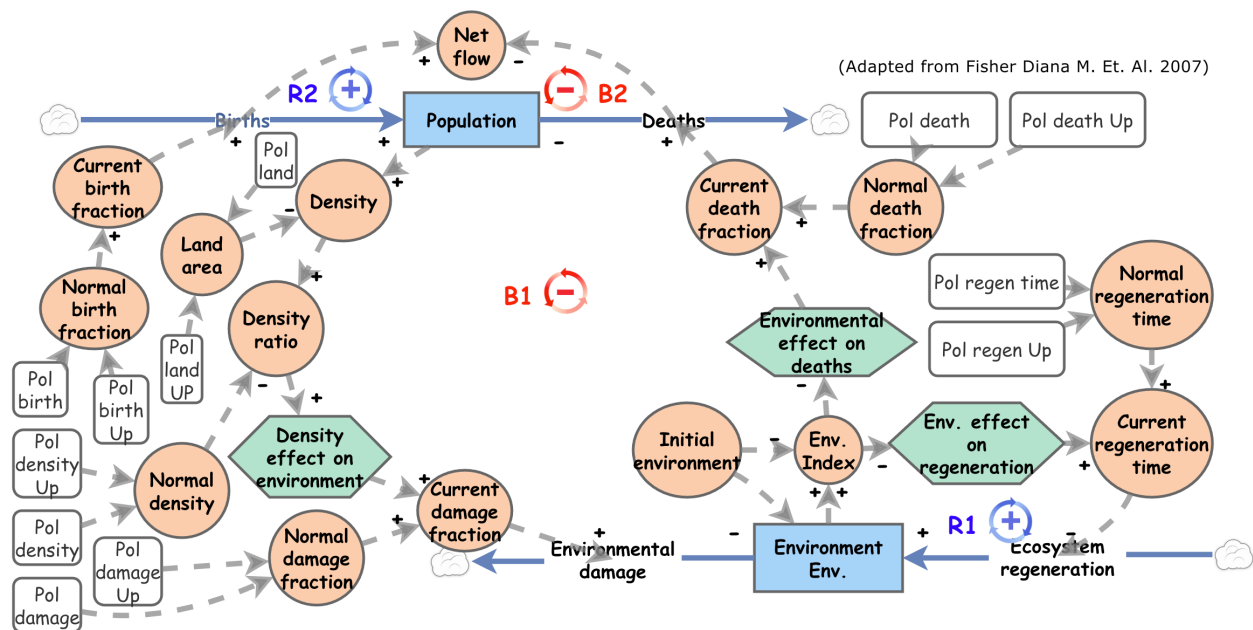 Net
flow
(Adapted from Fisher Diana M. Et. Al. 2007)
R2
+
-
B2
+
-
Births
Population
Deaths
Pol death
Pol death Up
+
+
-
+
Pol
land
Current
birth
fraction
Density
+
-
Current
death
fraction
Normal
death
fraction
+
+
Land
area
+
+
Normal
birth
fraction
B1
-
Pol regen time
Normal
regeneration
time
Density
ratio
Environmental
effect on
deaths
Pol regen Up
Pol
birth
Pol
land
UP
Pol
birth
Up
-
+
-
+
Density
effect on
environment
Initial
environment
-
Env.
Index
-
Env. effect
on
regeneration
+
Current
regeneration
time
Pol
density
Up
Normal
density
+
+
+
Current
damage
fraction
+
Pol
density
Normal
damage
fraction
R1
+
+
-
+
-
Pol
damage
Up
Environmental
damage
Environment
Env.
Ecosystem
regeneration
Pol
damage